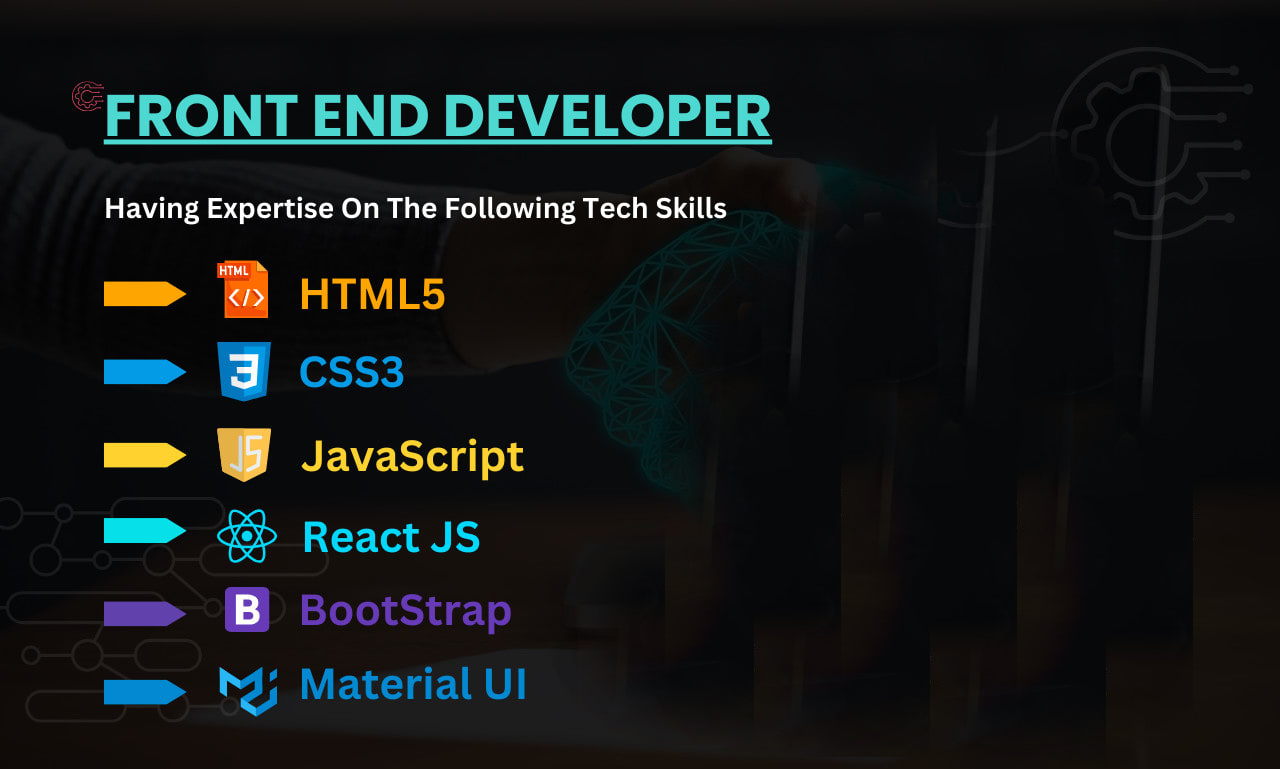 FRONT END DEVELOPER
Having Expertise On The Following Tech Skills
HTML
</>
HTML5
3
CSS3
JS
JavaScript
React JS
B
BootStrap
Material UI